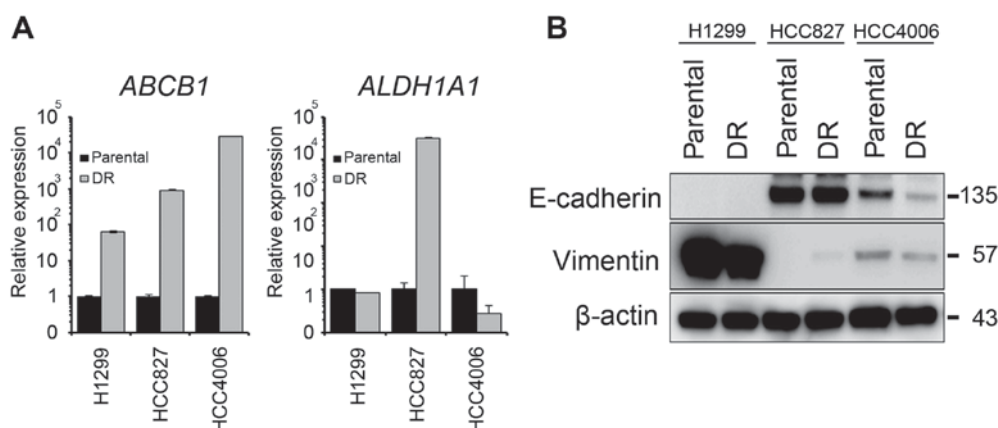 A
ABCB1
Relative expression
10^5
10^4
10^3
10^2
10
1
0
Parental
DR
H1299
HCC827
HCC4006
ALDH1A1
Relative expression
10^5
10^4
10^3
10^2
10
1
0
Parental
DR
H1299
HCC827
HCC4006
B
H1299 HCC827 HCC4006
Parental DR Parental DR Parental DR
E-cadherin 135
Vimentin 57
β-actin 43